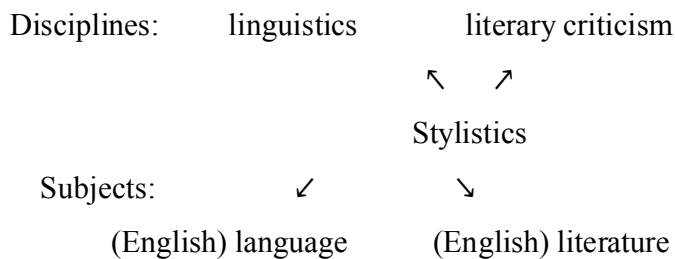 Disciplines: linguistics literary criticism
↖ ↗
Stylistics
Subjects: ↙ ↘
(English) language (English) literature